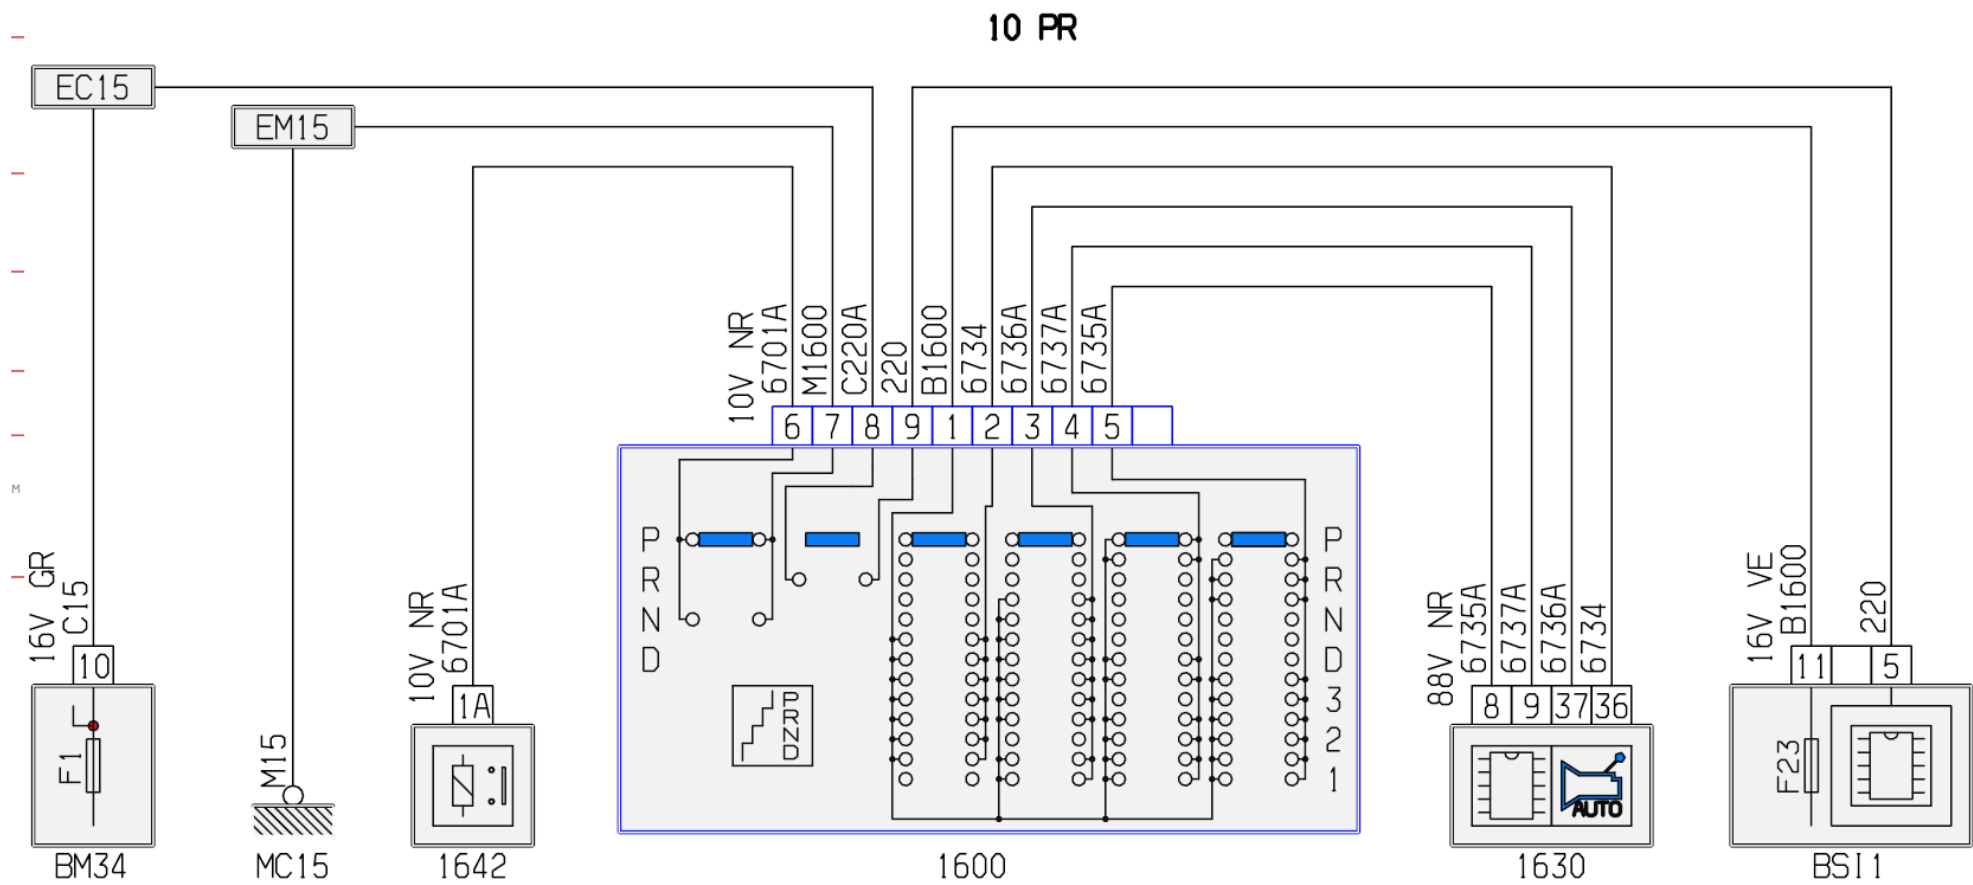 10 PR
EC15
EM15
10V NR
6701A
M1600
C220A
220
B1600
6734
6736A
6737A
6735A
6 7 8 9 1 2 3 4 5
M
P P
R R
N N
D D
3
2
1
PRND
16V GR
C15
10
F1
BM34
M15
MC15
10V NR
6701A
1A
1642
1600
88V NR
6735A
6737A
6736A
6734
8 9 37 36
AUTO
1630
16V VE
B1600
220
11 5
F23
BSI1